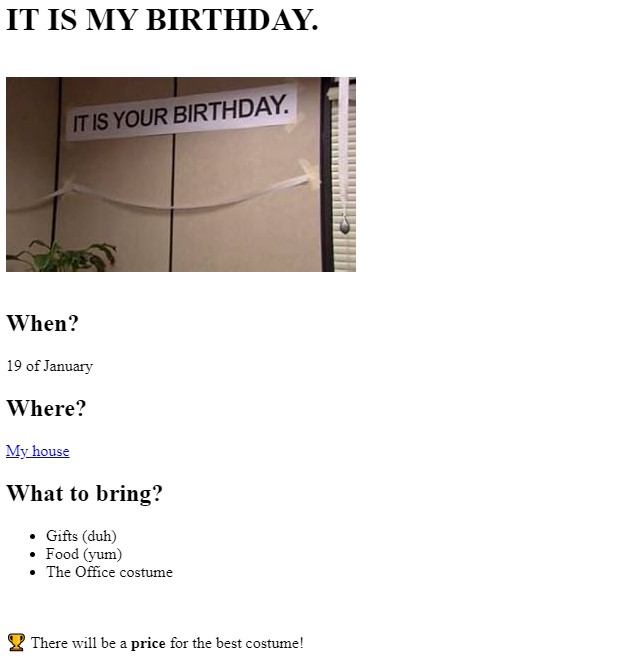 IT IS MY BIRTHDAY.
IT IS YOUR BIRTHDAY.
When?
19 of January
Where?
My house
What to bring?
Gifts (duh)
Food (yum)
The Office costume
🏆 There will be a price for the best costume!